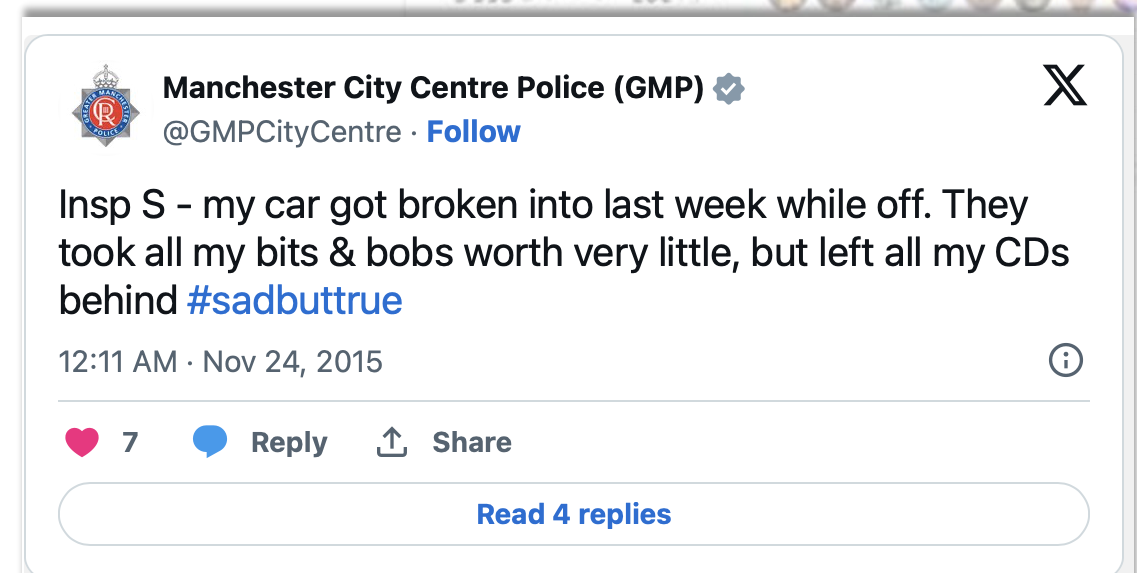 Manchester City Centre Police (GMP)
@GMPCityCentre · Follow
Insp S - my car got broken into last week while off. They
took all my bits & bobs worth very little, but left all my CDs
behind #sadbuttrue
12:11 AM · Nov 24, 2015
7 Reply Share
Read 4 replies